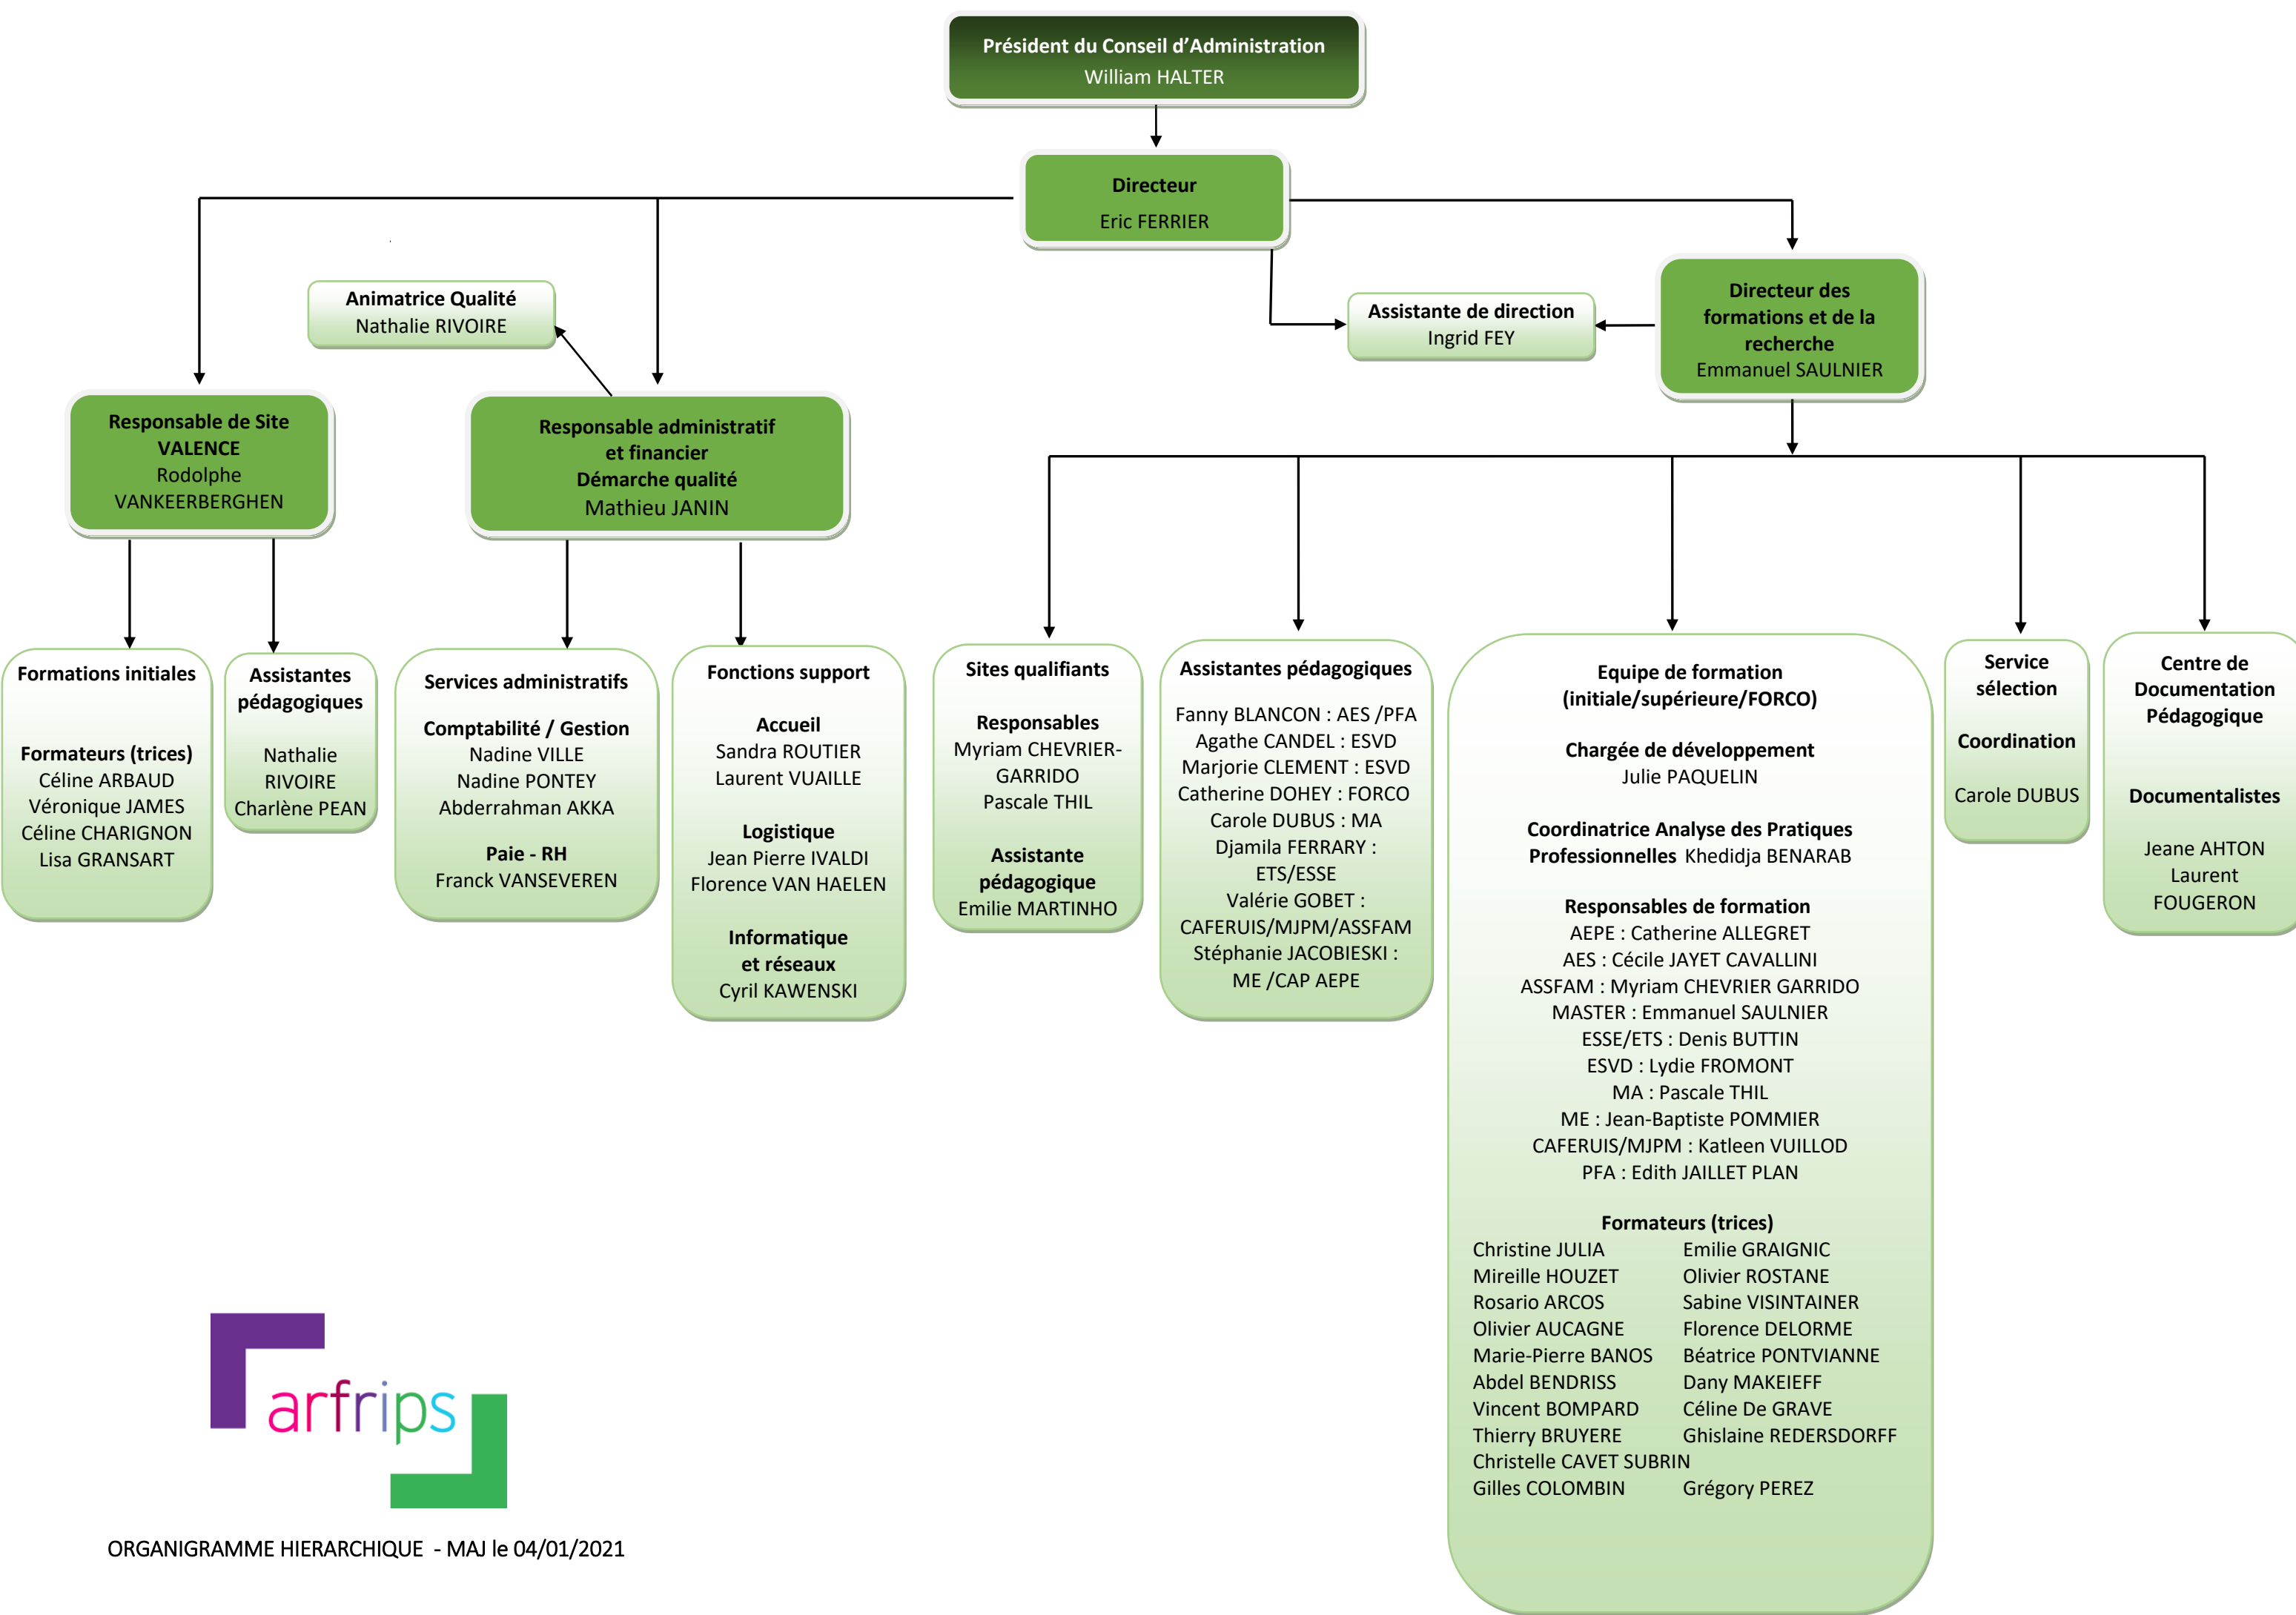 Président du Conseil d’Administration
William HALTER
Directeur
Eric FERRIER
Animatrice Qualité
Nathalie RIVOIRE
Assistante de direction
Ingrid FEY
Directeur des
formations et de la
recherche
Emmanuel SAULNIER
Responsable de Site
VALENCE
Rodolphe
VANKEERBERGHEN
Responsable administratif
et financier
Démarche qualité
Mathieu JANIN
Formations initiales
Formateurs (trices)
Céline ARBAUD
Véronique JAMES
Céline CHARIGNON
Lisa GRANSART
Assistantes
pédagogiques
Nathalie
RIVOIRE
Charlène PEAN
Services administratifs
Comptabilité / Gestion
Nadine VILLE
Nadine PONTEY
Abderrahman AKKA
Paie - RH
Franck VANSEVEREN
Fonctions support
Accueil
Sandra ROUTIER
Laurent VUAILLE
Logistique
Jean Pierre IVALDI
Florence VAN HAELEN
Informatique
et réseaux
Cyril KAWENSKI
Sites qualifiants
Responsables
Myriam CHEVRIER-
GARRIDO
Pascale THIL
Assistante
pédagogique
Emilie MARTINHO
Assistantes pédagogiques
Fanny BLANCON : AES /PFA
Agathe CANDEL : ESVD
Marjorie CLEMENT : ESVD
Catherine DOHEY : FORCO
Carole DUBUS : MA
Djamila FERRARY :
ETS/ESSE
Valérie GOBET :
CAFERUIS/MJPM/ASSFAM
Stéphanie JACOBIESKI :
ME /CAP AEPE
Equipe de formation
(initiale/supérieure/FORCO)
Chargée de développement
Julie PAQUELIN
Coordinatrice Analyse des Pratiques
Professionnelles Khedidja BENARAB
Responsables de formation
AEPE : Catherine ALLEGRET
AES : Cécile JAYET CAVALLINI
ASSFAM : Myriam CHEVRIER GARRIDO
MASTER : Emmanuel SAULNIER
ESSE/ETS : Denis BUTTIN
ESVD : Lydie FROMONT
MA : Pascale THIL
ME : Jean-Baptiste POMMIER
CAFERUIS/MJPM : Katleen VUILLOD
PFA : Edith JAILLET PLAN
Formateurs (trices)
Christine JULIA Emilie GRAIGNIC
Mireille HOUZET Olivier ROSTANE
Rosario ARCOS Sabine VISINTAINER
Olivier AUCAGNE Florence DELORME
Marie-Pierre BANOS Béatrice PONTVIANNE
Abdel BENDRISS Dany MAKEIEFF
Vincent BOMPARD Céline De GRAVE
Thierry BRUYERE Ghislaine REDERSDORFF
Christelle CAVET SUBRIN
Gilles COLOMBIN Grégory PEREZ
Service
sélection
Coordination
Carole DUBUS
Centre de
Documentation
Pédagogique
Documentalistes
Jeane AHTON
Laurent
FOUGERON
arfrips
ORGANIGRAMME HIERARCHIQUE - MAJ le 04/01/2021